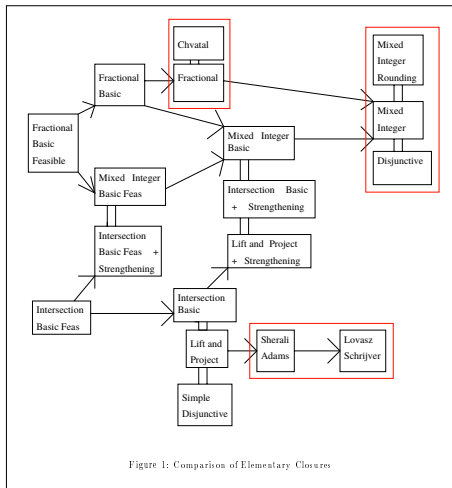 Chvatal
Fractional
Mixed
Integer
Rounding
Mixed
Integer
Disjunctive
Fractional
Basic
Fractional
Basic
Feasible
Mixed Integer
Basic
Mixed Integer
Basic Feas
Intersection Basic
+ Strengthening
Intersection
Basic Feas +
Strengthening
Lift and Project
+ Strengthening
Intersection
Basic Feas
Intersection
Basic
Lift and
Project
Sherali
Adams
Lovasz
Schrijver
Simple
Disjunctive
Figure 1: Comparison of Elementary Closures